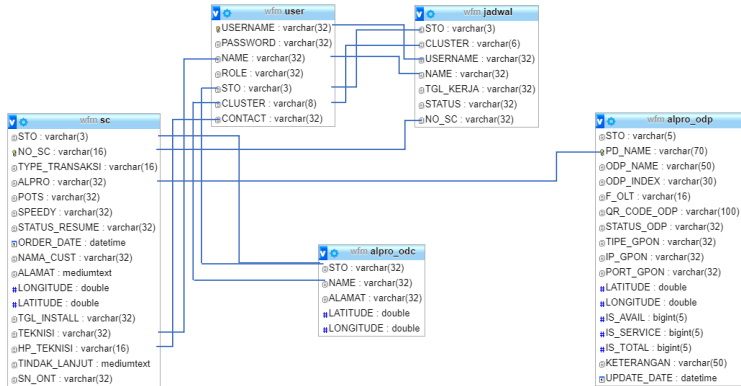 wfm user
USERNAME : varchar(32)
PASSWORD : varchar(32)
NAME : varchar(32)
ROLE : varchar(32)
STO : varchar(3)
CLUSTER : varchar(8)
CONTACT : varchar(32)
wfm jadwal
STO : varchar(3)
CLUSTER : varchar(6)
USERNAME : varchar(32)
NAME : varchar(32)
TGL_KERJA : varchar(32)
STATUS : varchar(32)
NO_SC : varchar(32)
wfm sc
STO : varchar(3)
NO_SC : varchar(16)
TYPE_TRANSAKSI : varchar(16)
ALPRO : varchar(32)
POTS : varchar(32)
SPEEDY : varchar(32)
STATUS_RESUME : varchar(32)
ORDER_DATE : datetime
NAMA_CUST : varchar(32)
ALAMAT : mediumtext
# LONGITUDE : double
# LATITUDE : double
TGL_INSTALL : varchar(32)
TEKNISI : varchar(32)
HP_TEKNISI : varchar(16)
TINDAK_LANJUT : mediumtext
SN_ONT : varchar(32)
wfm alpro_odc
STO : varchar(32)
NAME : varchar(32)
ALAMAT : varchar(32)
# LATITUDE : double
# LONGITUDE : double
wfm alpro_odp
STO : varchar(5)
PD_NAME : varchar(70)
ODP_NAME : varchar(50)
ODP_INDEX : varchar(30)
F_OLT : varchar(16)
QR_CODE_ODP : varchar(100)
STATUS_ODP : varchar(32)
TIPE_GPON : varchar(32)
IP_GPON : varchar(32)
PORT_GPON : varchar(32)
# LATITUDE : double
# LONGITUDE : double
# IS_AVAIL : bigint(5)
# IS_SERVICE : bigint(5)
# IS_TOTAL : bigint(5)
KETERANGAN : varchar(50)
UPDATE_DATE : datetime